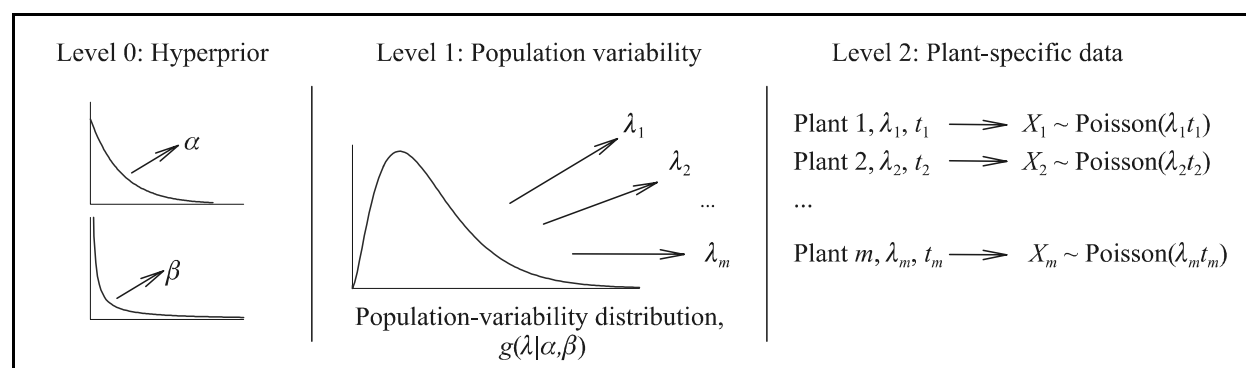 Level 0: Hyperprior
α
β
Level 1: Population variability
λ₁
λ₂
...
λₘ
Population-variability distribution,
g(λ|α,β)
Level 2: Plant-specific data
Plant 1, λ₁, t₁ → X₁ ~ Poisson(λ₁t₁)
Plant 2, λ₂, t₂ → X₂ ~ Poisson(λ₂t₂)
...
Plant m, λₘ, tₘ → Xₘ ~ Poisson(λₘtₘ)